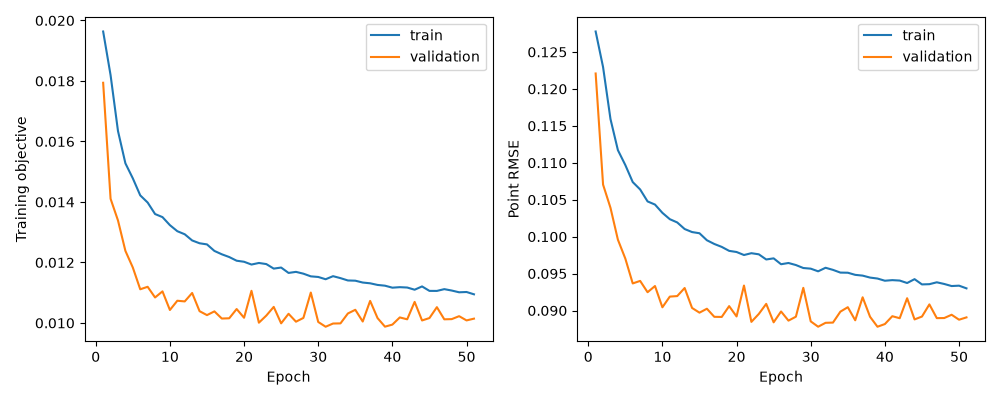 0.020
0.018
0.016
0.014
0.012
0.010
Training objective
0 10 20 30 40 50
Epoch
train
validation
0.125
0.120
0.115
0.110
0.105
0.100
0.095
0.090
Point RMSE
0 10 20 30 40 50
Epoch
train
validation